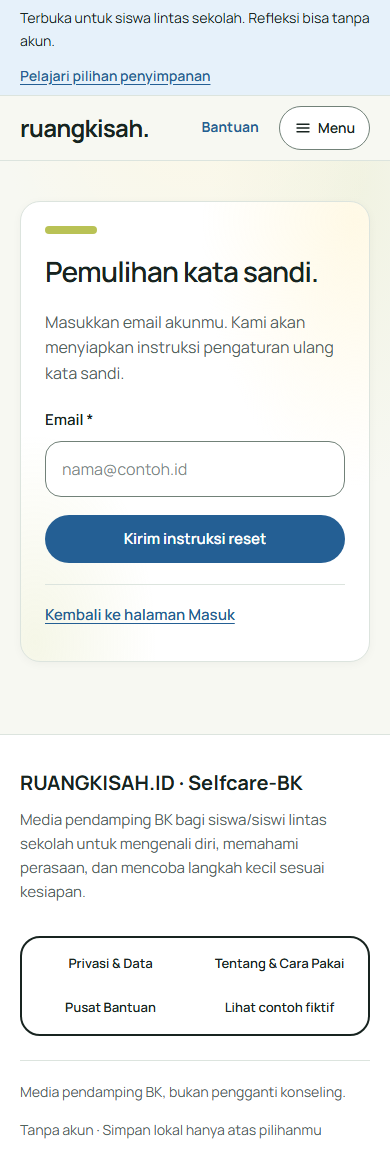 Terbuka untuk siswa lintas sekolah. Refleksi bisa tanpa
akun.
Pelajari pilihan penyimpanan
ruangkisah.
Bantuan
Menu
Pemulihan kata sandi.
Masukkan email akunmu. Kami akan
menyiapkan instruksi pengaturan ulang
kata sandi.
Email *
nama@contoh.id
Kirim instruksi reset
Kembali ke halaman Masuk
RUANGKISAH.ID · Selfcare-BK
Media pendamping BK bagi siswa/siswi lintas
sekolah untuk mengenali diri, memahami
perasaan, dan mencoba langkah kecil sesuai
kesiapan.
Privasi & Data
Tentang & Cara Pakai
Pusat Bantuan
Lihat contoh fiktif
Media pendamping BK, bukan pengganti konseling.
Tanpa akun · Simpan lokal hanya atas pilihanmu